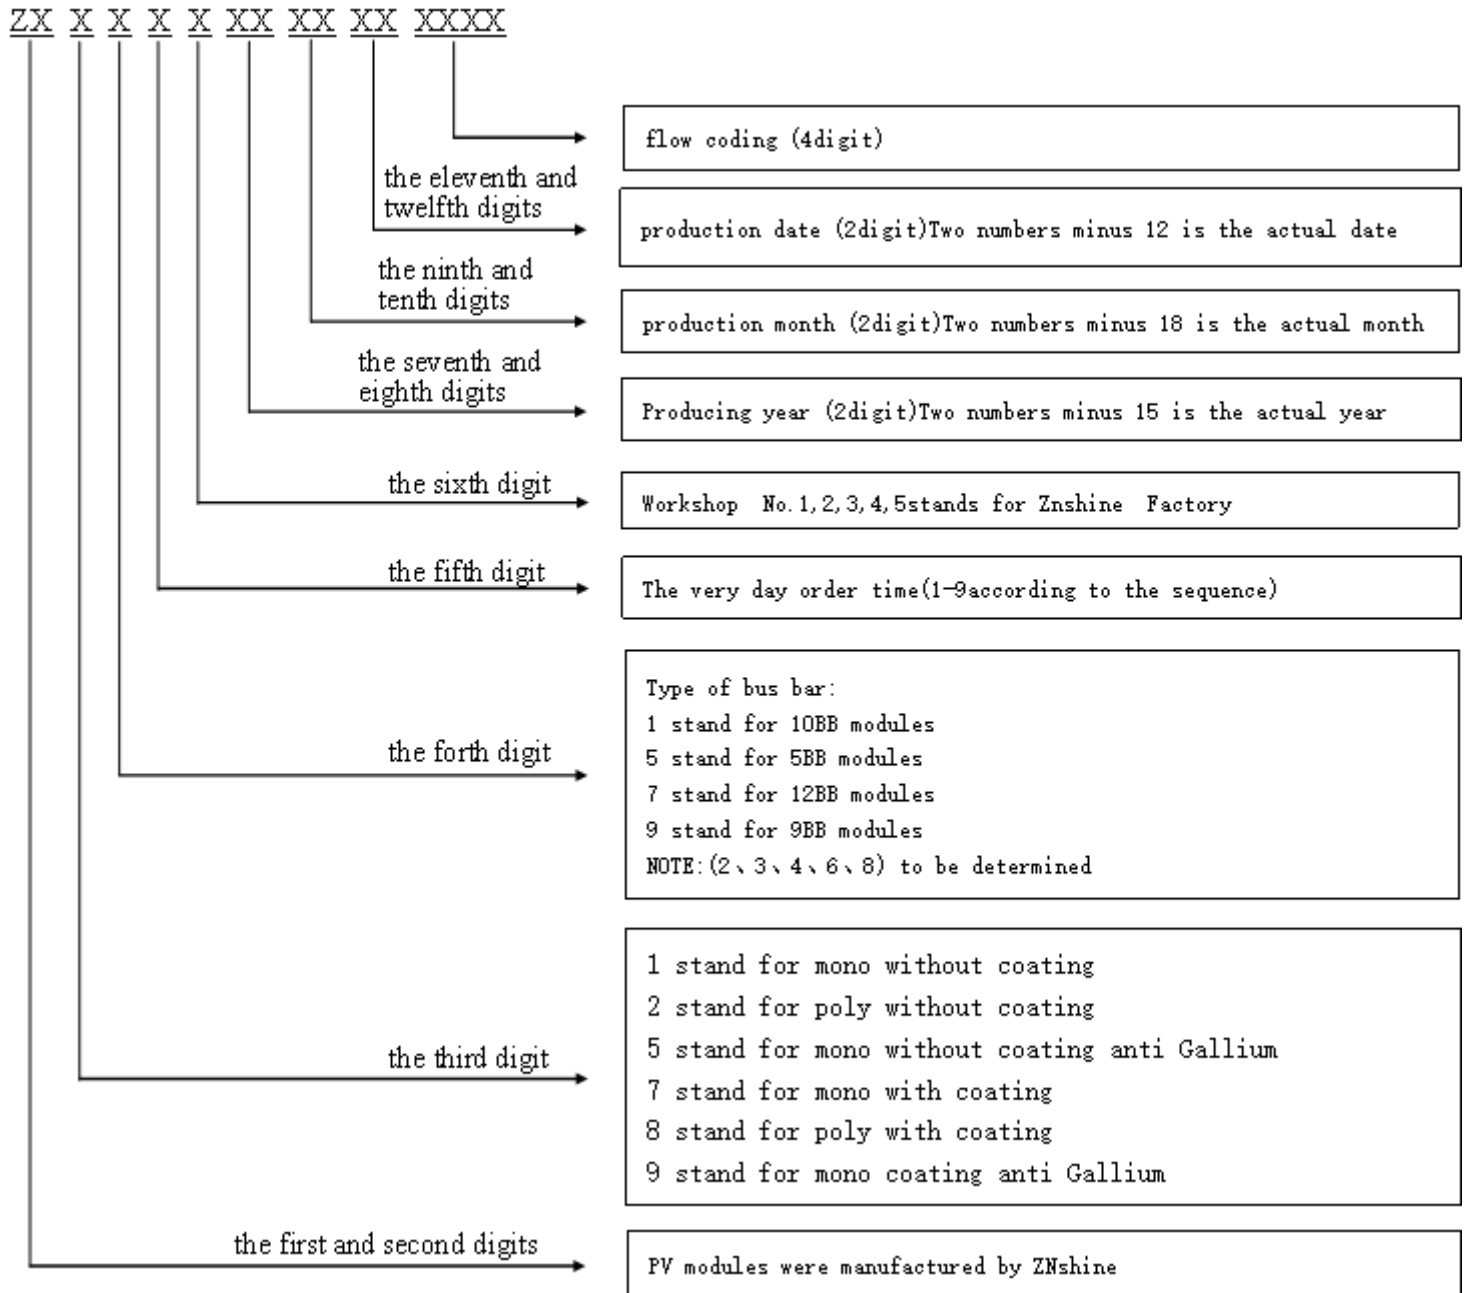 ZX X X X X XX XX XX XXXX
flow coding (4digit)
the eleventh and
twelfth digits
production date (2digit)Two numbers minus 12 is the actual date
the ninth and
tenth digits
production month (2digit)Two numbers minus 18 is the actual month
the seventh and
eighth digits
Producing year (2digit)Two numbers minus 15 is the actual year
the sixth digit
Workshop No.1,2,3,4,5stands for Znshine Factory
the fifth digit
The very day order time(1-9according to the sequence)
the forth digit
Type of bus bar:
1 stand for 10BB modules
5 stand for 5BB modules
7 stand for 12BB modules
9 stand for 9BB modules
NOTE:(2、3、4、6、8) to be determined
the third digit
1 stand for mono without coating
2 stand for poly without coating
5 stand for mono without coating anti Gallium
7 stand for mono with coating
8 stand for poly with coating
9 stand for mono coating anti Gallium
the first and second digits
PV modules were manufactured by ZNshine